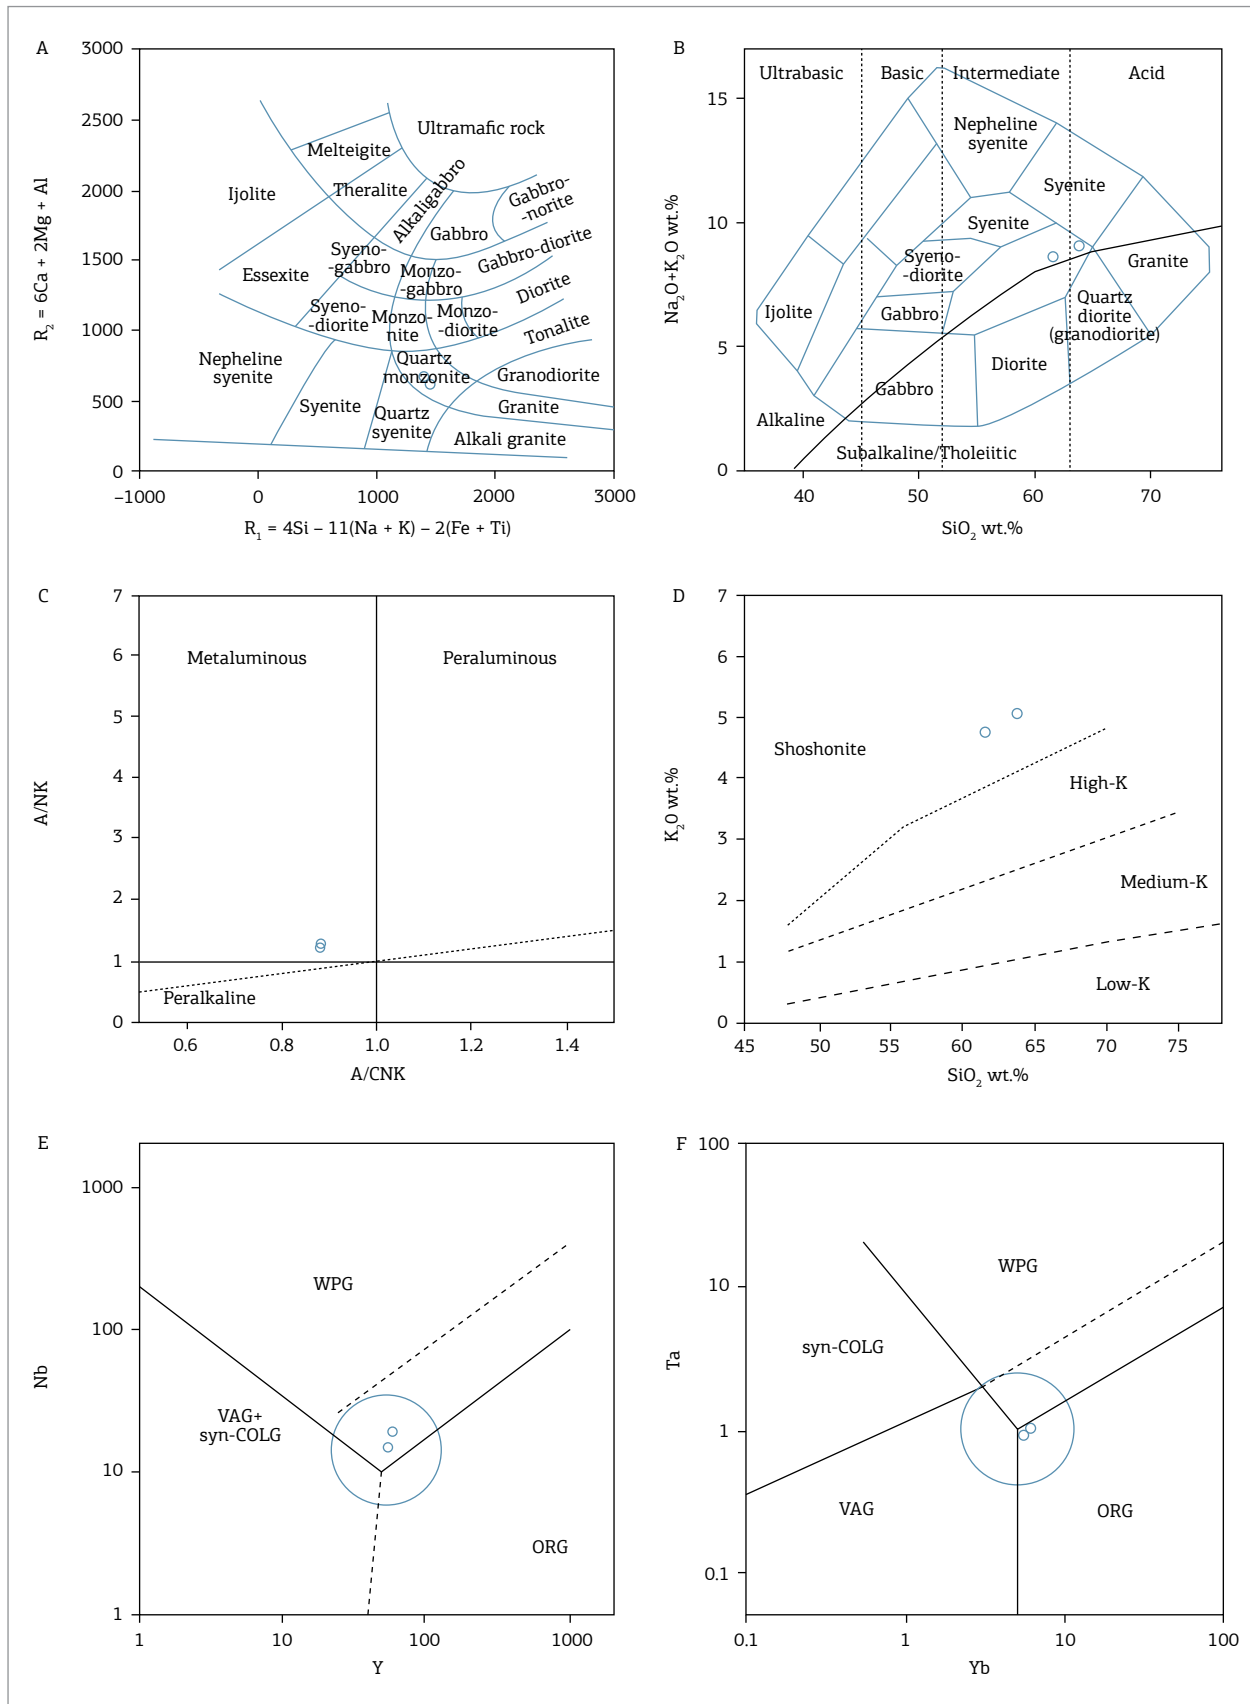 A
3000
2500
2000
1500
1000
500
0
R2 = 6Ca + 2Mg + Al
Ultramafic rock
Melteigite
Theralite
Ijolite
Alkaligabbro
Gabbro-
-norite
Gabbro
Syeno-
-gabbro
Essexite
Monzo-
-gabbro
Gabbro-diorite
Syeno-
-diorite
Monzo-
nite
Monzo-
-diorite
Diorite
Tonalite
Nepheline
syenite
Quartz
monzonite
Granodiorite
Syenite
Quartz
syenite
Granite
Alkali granite
–1000
0
1000
2000
3000
R1 = 4Si – 11(Na + K) – 2(Fe + Ti)
B
15
10
5
0
Na2O+K2O wt.%
Ultrabasic
Basic
Intermediate
Acid
Nepheline
syenite
Syenite
Syenite
Syeno-
-diorite
Granite
Ijolite
Gabbro
Quartz
diorite
(granodiorite)
Diorite
Gabbro
Alkaline
Subalkaline/Tholeiitic
40
50
60
70
SiO2 wt.%
C
7
6
5
4
3
2
1
0
A/NK
Metaluminous
Peraluminous
Peralkaline
0.6
0.8
1.0
1.2
1.4
A/CNK
D
7
6
5
4
3
2
1
0
K2O wt.%
Shoshonite
High-K
Medium-K
Low-K
45
50
55
60
65
70
75
SiO2 wt.%
E
1000
100
10
1
Nb
WPG
VAG+
syn-COLG
ORG
1
10
100
1000
Y
F
100
10
1
0.1
Ta
WPG
syn-COLG
VAG
ORG
0.1
1
10
100
Yb